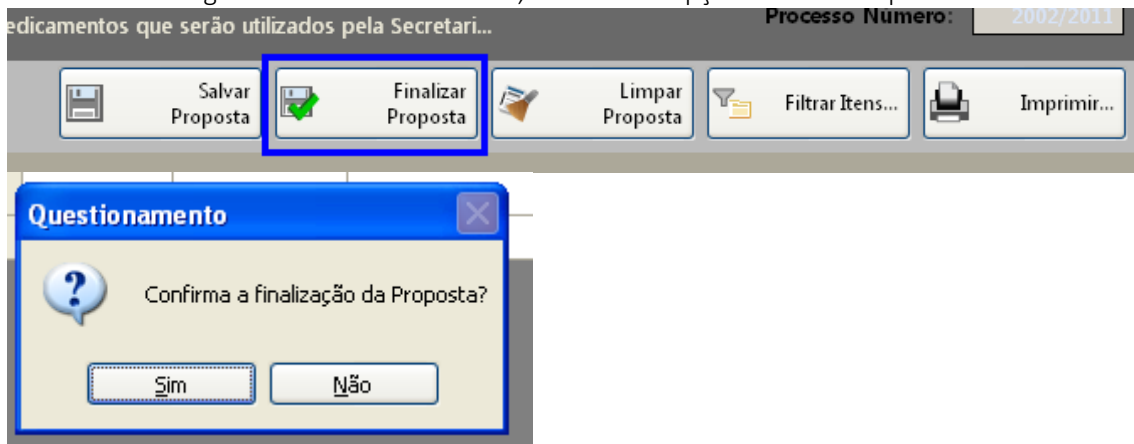 edicamentos que serão utilizados pela Secretari...
Processo Número: 2002/2011
Salvar
Proposta
Finalizar
Proposta
Limpar
Proposta
Filtrar Itens...
Imprimir...
Questionamento
Confirma a finalização da Proposta?
Sim
Não